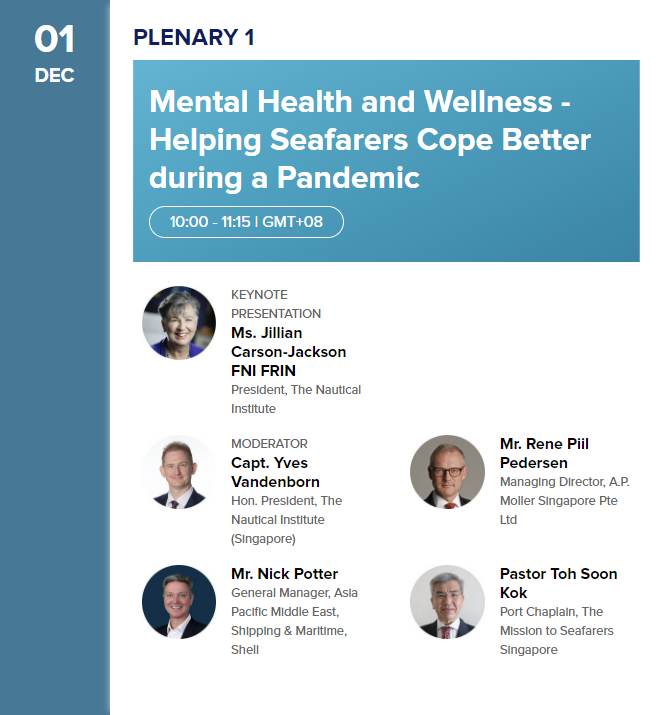 01
DEC
PLENARY 1
Mental Health and Wellness -
Helping Seafarers Cope Better
during a Pandemic
10:00 - 11:15 | GMT+08
KEYNOTE
PRESENTATION
Ms. Jillian
Carson-Jackson
FNI FRIN
President, The Nautical
Institute
MODERATOR
Capt. Yves
Vandenborn
Hon. President, The
Nautical Institute
(Singapore)
Mr. Rene Piil
Pedersen
Managing Director, A.P.
Moller Singapore Pte
Ltd
Mr. Nick Potter
General Manager, Asia
Pacific Middle East,
Shipping & Maritime,
Shell
Pastor Toh Soon
Kok
Port Chaplain, The
Mission to Seafarers
Singapore